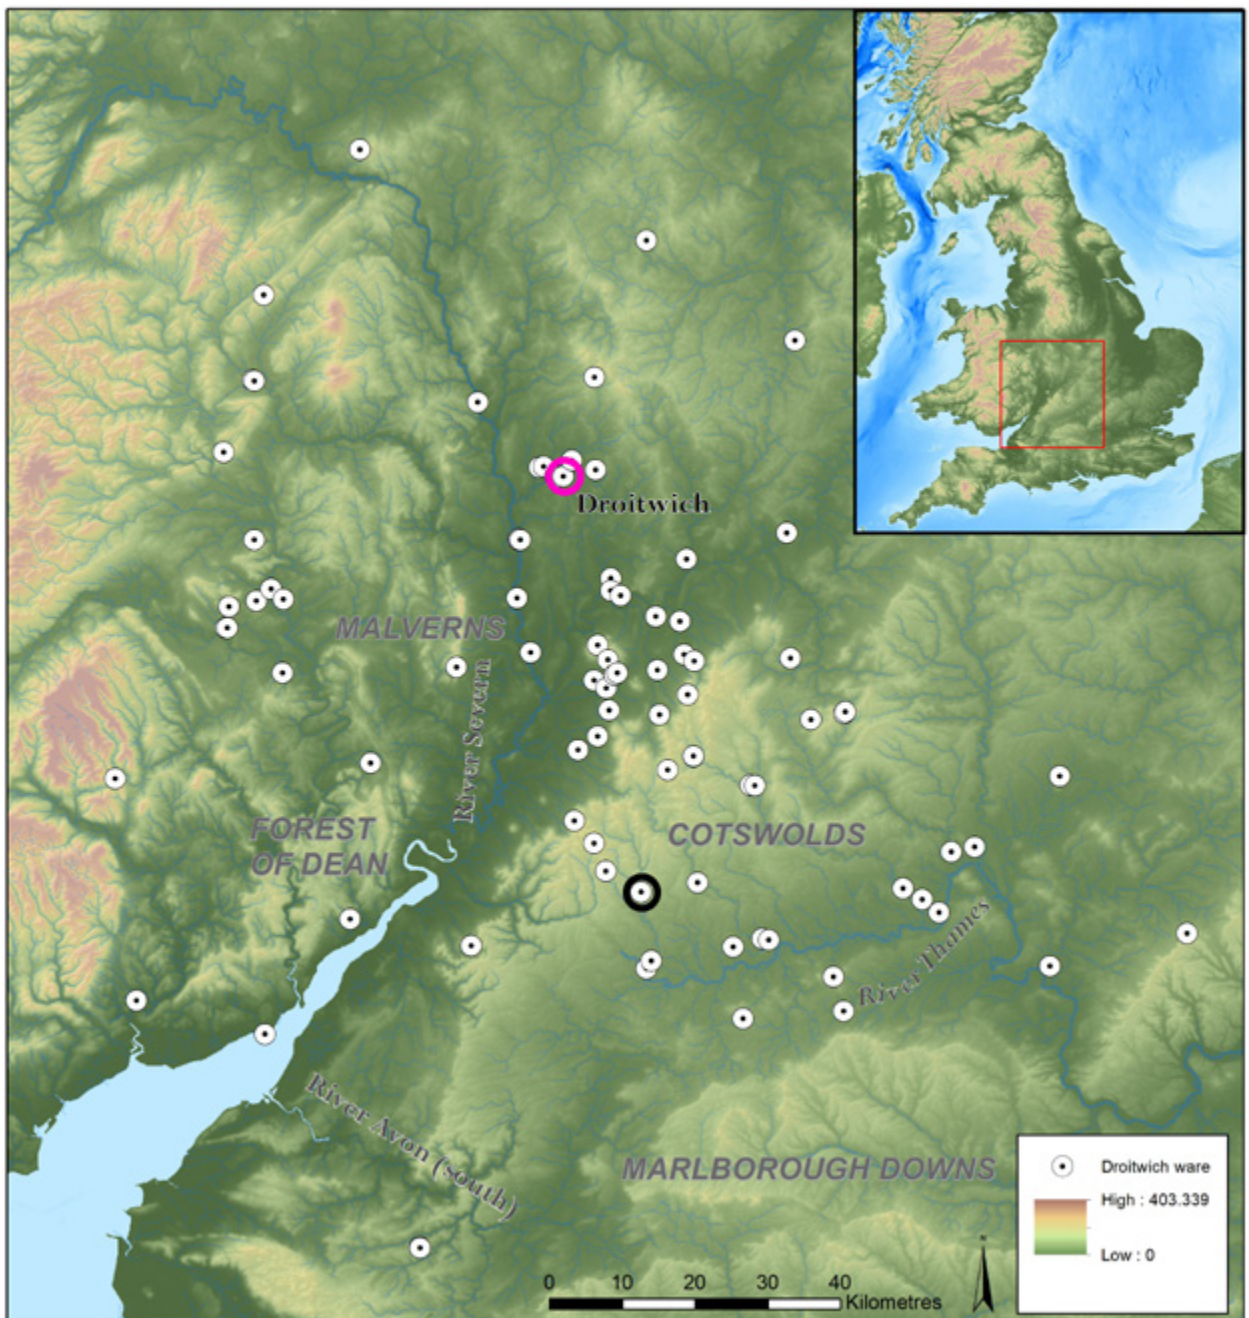 Droitwich
MALVERNS
River Severn
FOREST
OF DEAN
COTSWOLDS
River Thames
River Avon (south)
MARLBOROUGH DOWNS
Droitwich ware
High : 403.339
Low : 0
N
0 10 20 30 40
Kilometres